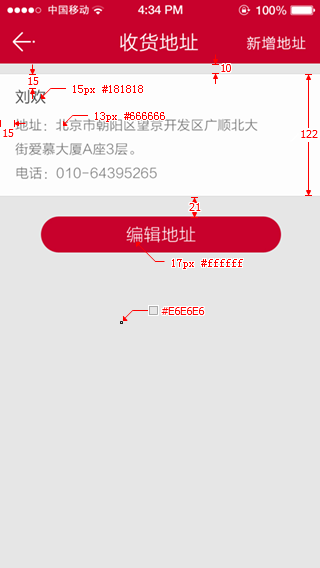 中国移动 4:34 PM 100%
收货地址 新增地址
10
15
刘欢 15px #181818
13px #666666
15 地址：北京市朝阳区望京开发区广顺北大 122
街爱慕大厦A座3层。
电话：010-64395265
21
编辑地址
17px #ffffff
#E6E6E6